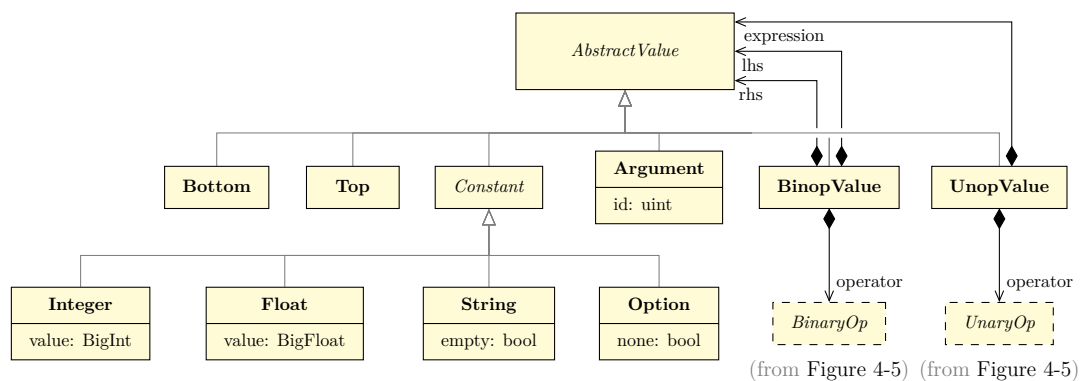 AbstractValue
expression
lhs
rhs
Bottom
Top
Constant
Argument
id: uint
BinopValue
UnopValue
operator
operator
Integer
value: BigInt
Float
value: BigFloat
String
empty: bool
Option
none: bool
BinaryOp
UnaryOp
(from Figure 4-5)
(from Figure 4-5)